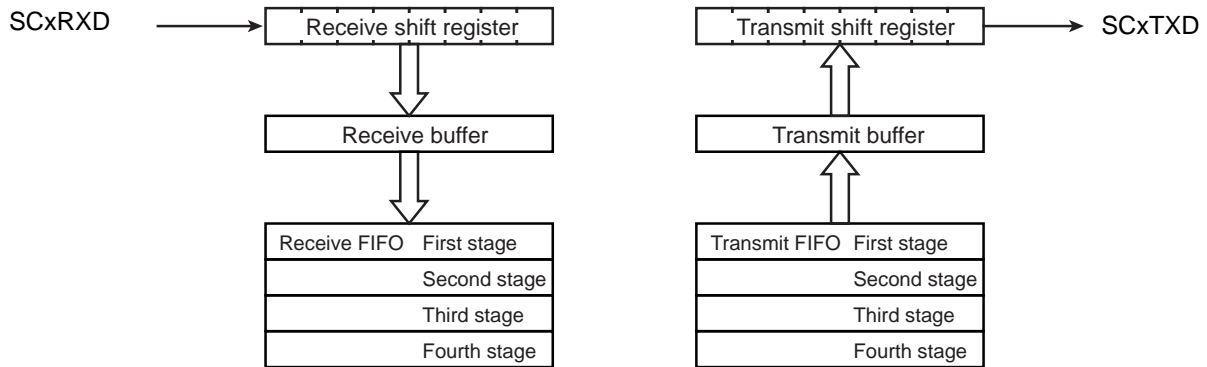 SCxRXD
Receive shift register
Receive buffer
Receive FIFO First stage
Second stage
Third stage
Fourth stage
Transmit shift register
SCxTXD
Transmit buffer
Transmit FIFO First stage
Second stage
Third stage
Fourth stage